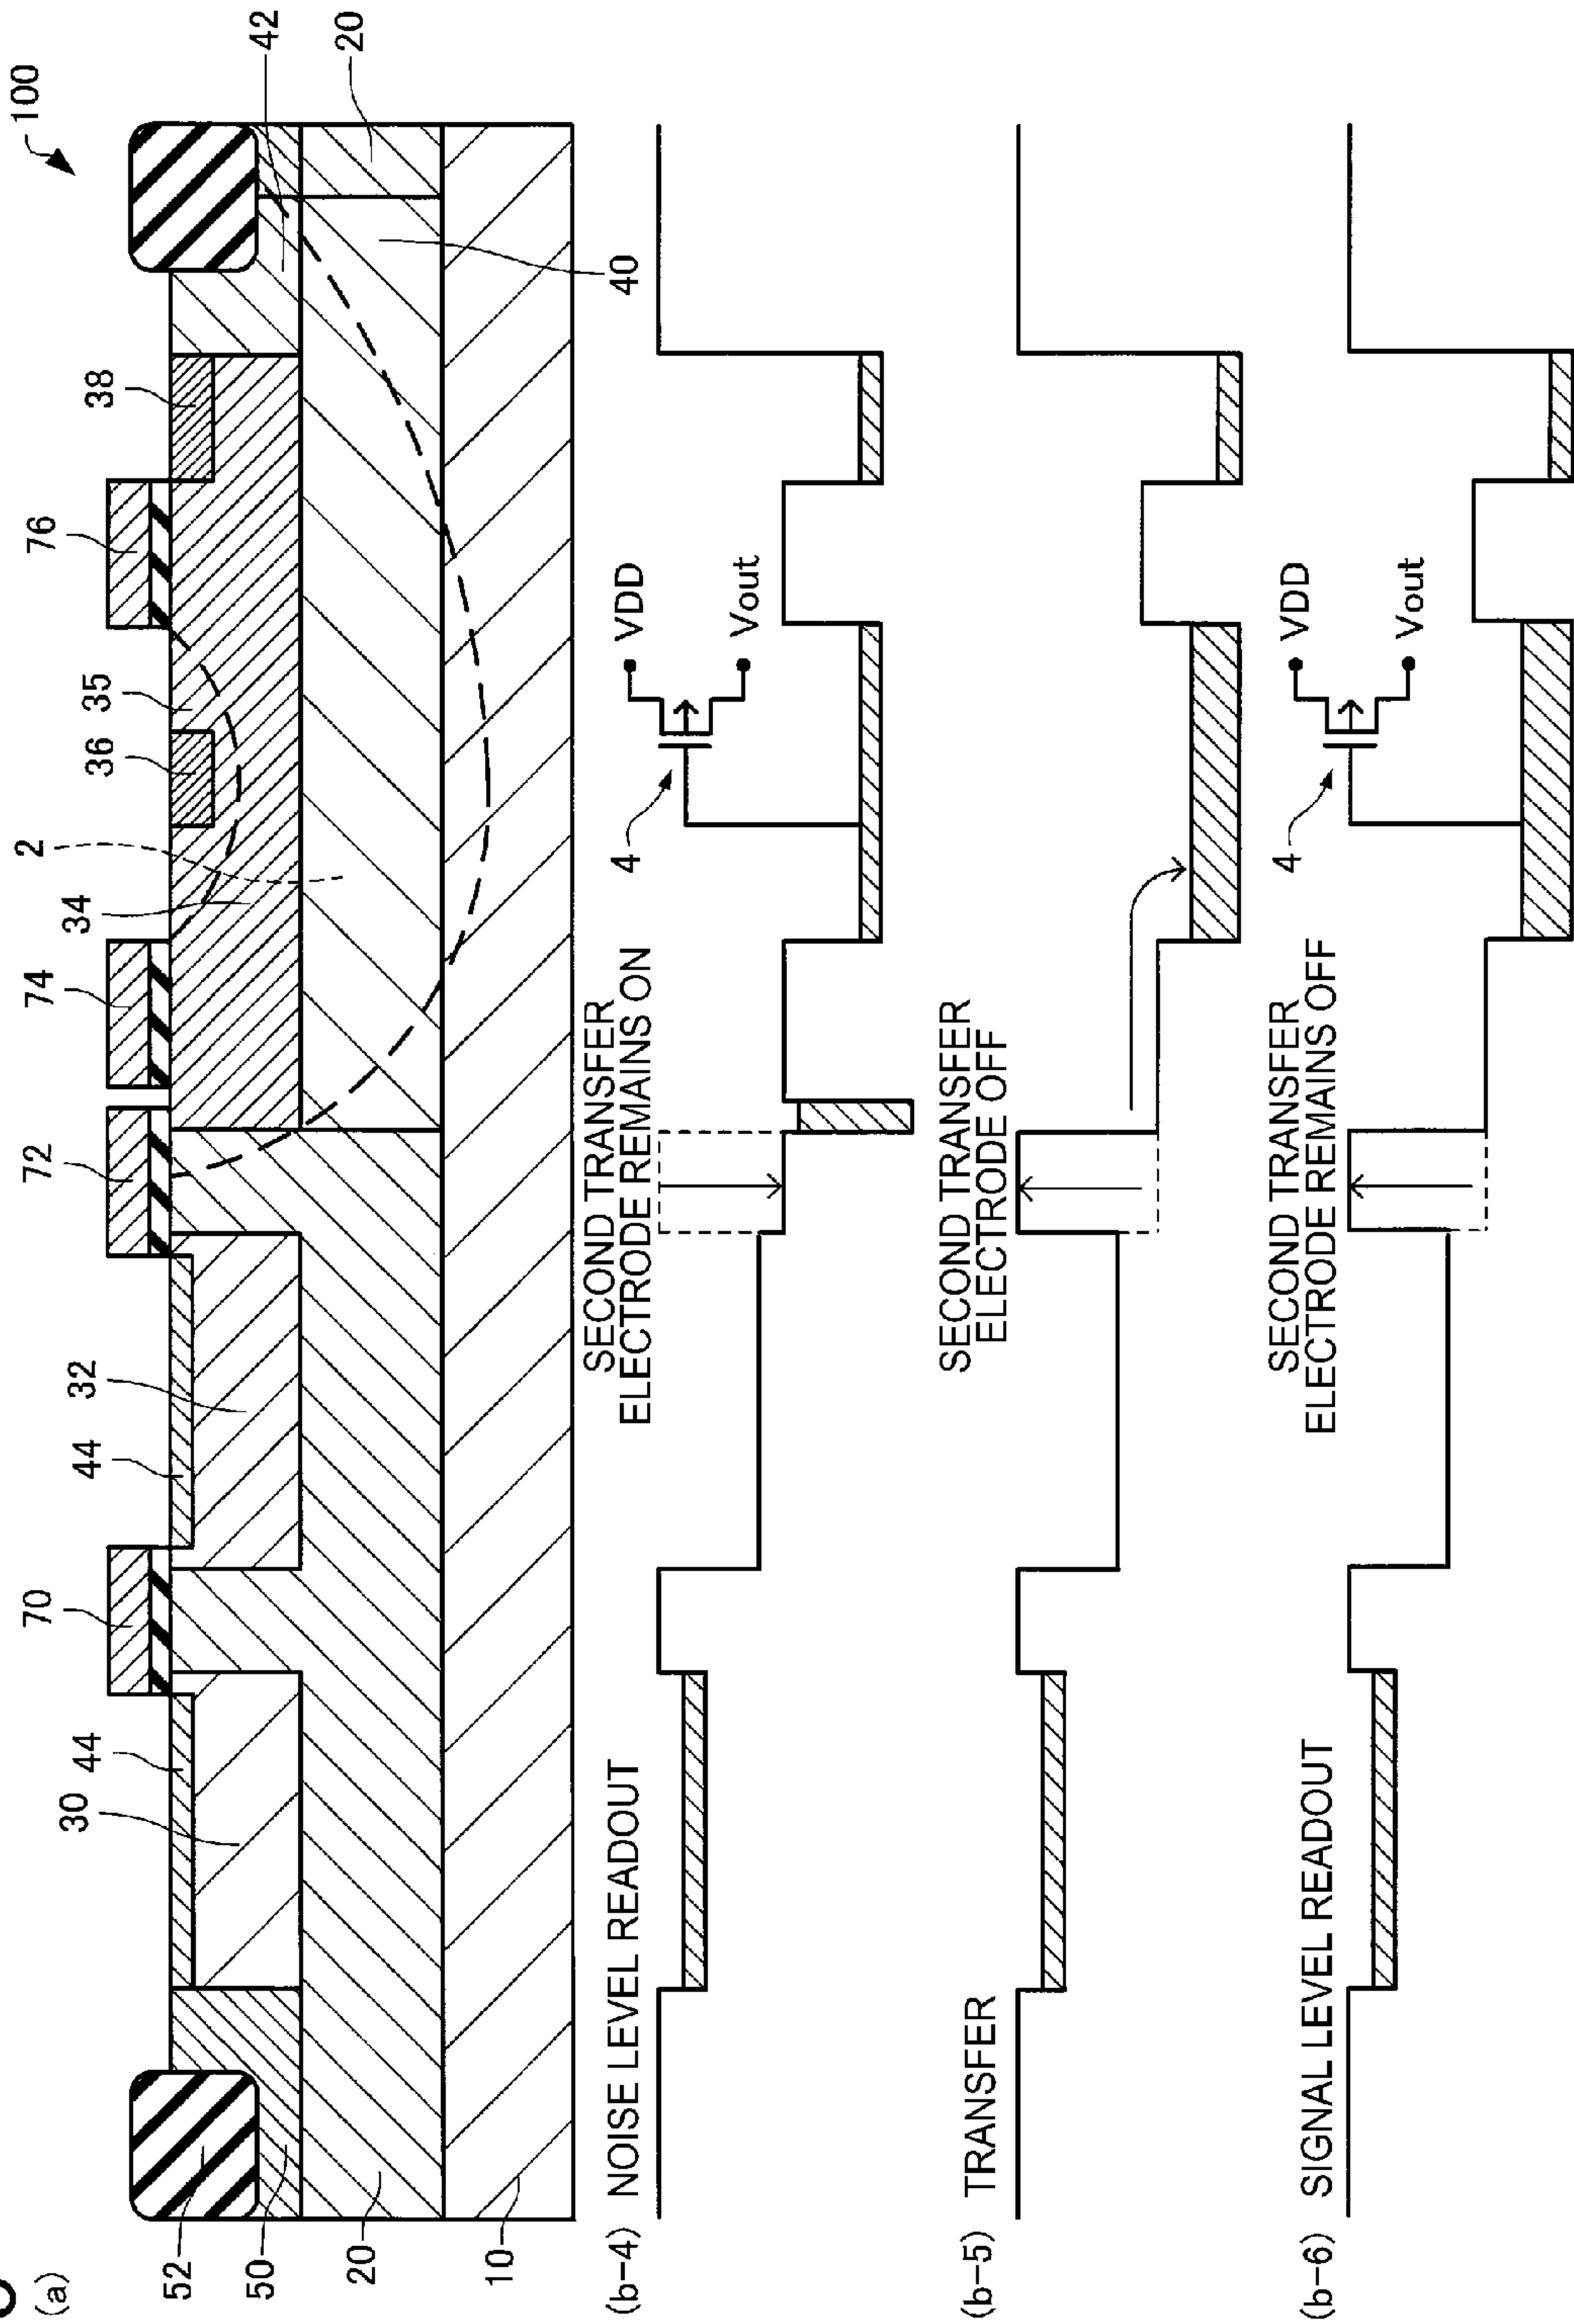 (a)
100
70
72
74
76
44
30
44
32
34
2
36
35
38
42
20
52
50
20
10
40
(b-4) NOISE LEVEL READOUT
SECOND TRANSFER
ELECTRODE REMAINS ON
4
VDD
Vout
(b-5) TRANSFER
SECOND TRANSFER
ELECTRODE OFF
(b-6) SIGNAL LEVEL READOUT
SECOND TRANSFER
ELECTRODE REMAINS OFF
4
VDD
Vout